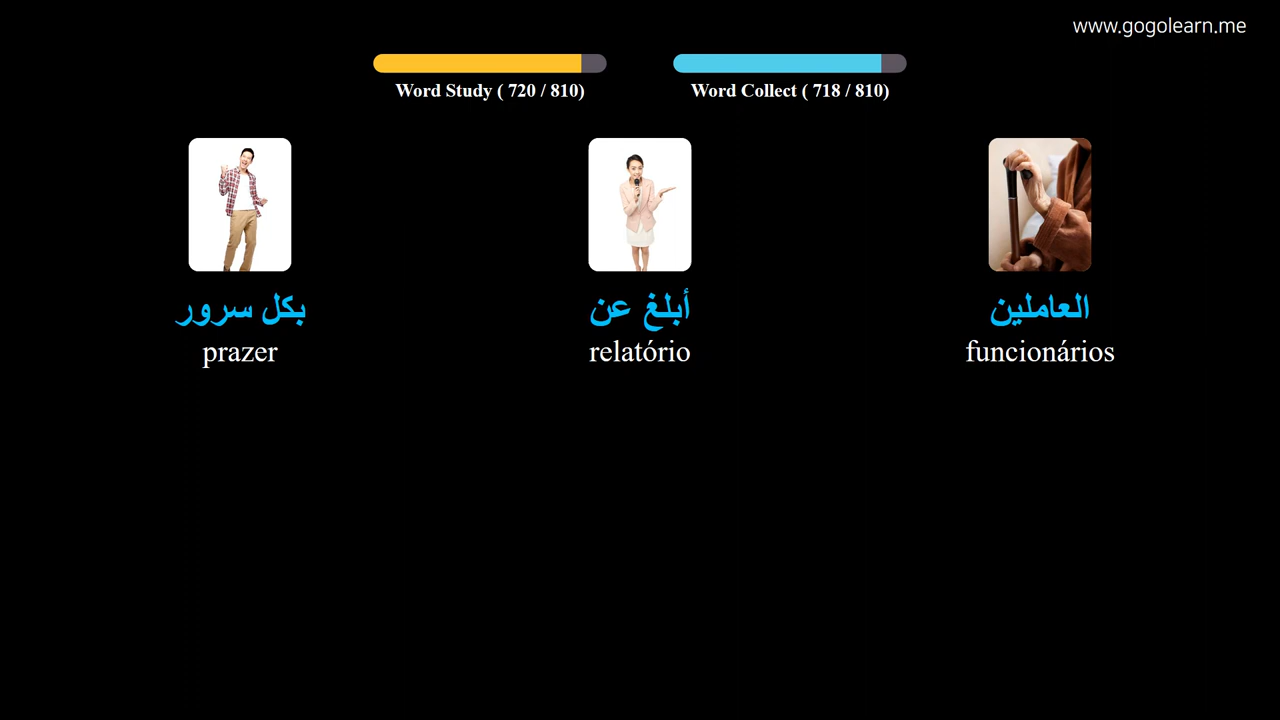 www.gogolearn.me
Word Study ( 720 / 810)
Word Collect ( 718 / 810)
بكل سرور
prazer
أبلغ عن
relatório
العاملين
funcionários